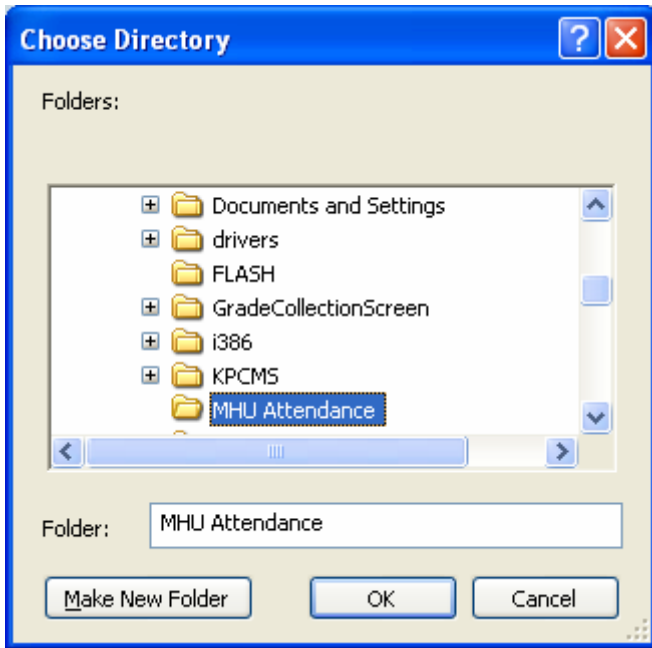 Choose Directory
Folders:
Documents and Settings
drivers
FLASH
GradeCollectionScreen
i386
KPCMS
MHU Attendance
Folder: MHU Attendance
Make New Folder OK Cancel